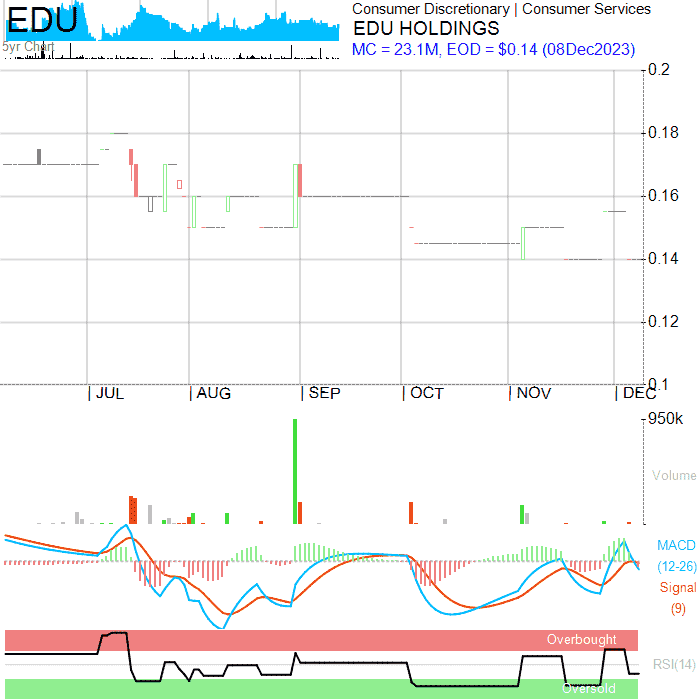 EDU
5yr Chart
Consumer Discretionary | Consumer Services
EDU HOLDINGS
MC = 23.1M, EOD = $0.14 (08Dec2023)
0.2
0.18
0.16
0.14
0.12
0.1
JUL
AUG
SEP
OCT
NOV
DEC
950k
Volume
MACD
(12-26)
Signal
(9)
Overbought
RSI(14)
Oversold